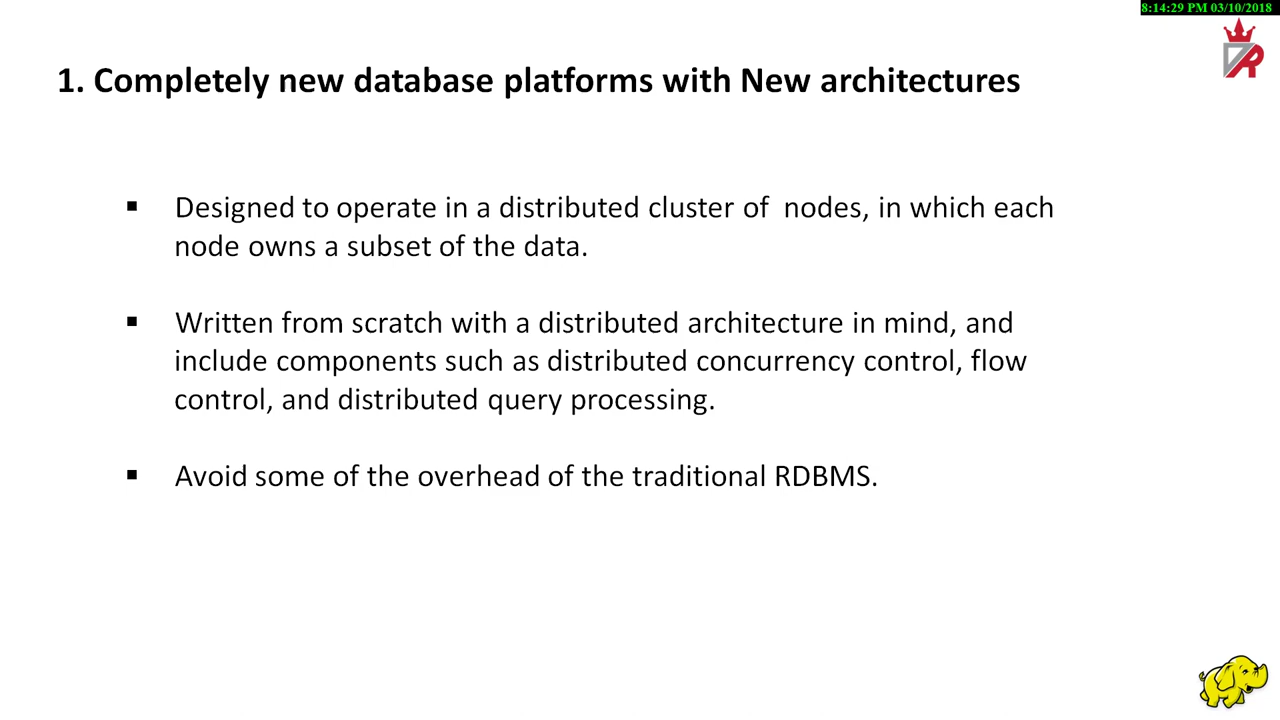 8:14:29 PM 03/10/2018
1. Completely new database platforms with New architectures
▪ Designed to operate in a distributed cluster of  nodes, in which each
node owns a subset of the data.
▪ Written from scratch with a distributed architecture in mind, and
include components such as distributed concurrency control, flow
control, and distributed query processing.
▪ Avoid some of the overhead of the traditional RDBMS.